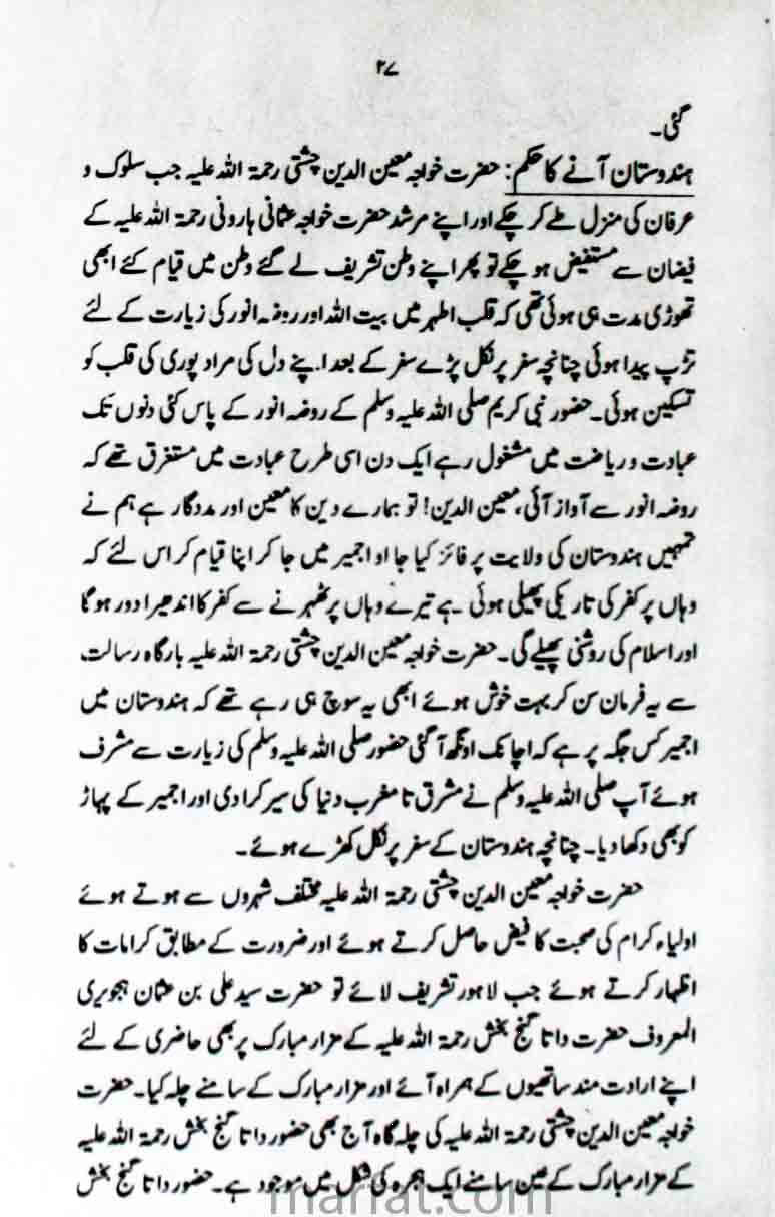 ۲۷
گئی۔
ہندوستان آنے کا حکم: حضرت خواجہ معین الدین چشتی رحمۃ اللہ علیہ جب سلوک و
عرفان کی منزل طے کر چکے اور اپنے مرشد حضرت خواجہ عثمانی ہارونی رحمۃ اللہ علیہ کے
فیضان سے مستفیض ہو چکے تو پھر اپنے وطن تشریف لے گئے وطن میں قیام کئے ابھی
تھوڑی مدت ہی ہوئی تھی کہ قلب اطہر میں بیت اللہ اور روضہ انور کی زیارت کے لئے
تڑپ پیدا ہوئی چنانچہ سفر پر نکل پڑے سفر کے بعد اپنے دل کی مراد پوری کی قلب کو
تسکین ہوئی۔ حضور نبی کریم صلی اللہ علیہ وسلم کے روضہ انور کے پاس کئی دنوں تک
عبادت و ریاضت میں مشغول رہے ایک دن اسی طرح عبادت میں مستغرق تھے کہ
روضہ انور سے آواز آئی، معین الدین! تو ہمارے دین کا معین اور مددگار ہے ہم نے
تمہیں ہندوستان کی ولایت پر فائز کیا جا او اجمیر میں جا کر اپنا قیام کر اس لئے کہ
وہاں پر کفر کی تاریکی پھیلی ہوئی ہے تیرے وہاں پر ٹھہرنے سے کفر کا اندھیرا دور ہو گا
اور اسلام کی روشنی پھیلے گی۔ حضرت خواجہ معین الدین چشتی رحمۃ اللہ علیہ بارگاہ رسالت
سے یہ فرمان سن کر بہت خوش ہوئے ابھی یہ سوچ ہی رہے تھے کہ ہندوستان میں
اجمیر کس جگہ پر ہے کہ اچانک اونگھ آ گئی حضور صلی اللہ علیہ وسلم کی زیارت سے مشرف
ہوئے آپ صلی اللہ علیہ وسلم نے مشرق تا مغرب دنیا کی سیر کرا دی اور اجمیر کے پہاڑ
کو بھی دکھا دیا۔ چنانچہ ہندوستان کے سفر پر نکل کھڑے ہوئے۔
حضرت خواجہ معین الدین چشتی رحمۃ اللہ علیہ مختلف شہروں سے ہوتے ہوئے
اولیاء کرام کی صحبت کا فیض حاصل کرتے ہوئے اور ضرورت کے مطابق کرامات کا
اظہار کرتے ہوئے جب لاہور تشریف لائے تو حضرت سید علی بن عثمان ہجویری
المعروف حضرت داتا گنج بخش رحمۃ اللہ علیہ کے مزار مبارک پر بھی حاضری کے لئے
اپنے ارادت مند ساتھیوں کے ہمراہ آئے اور مزار مبارک کے سامنے چلہ کیا۔ حضرت
خواجہ معین الدین چشتی رحمۃ اللہ علیہ کی چلہ گاہ آج بھی حضور داتا گنج بخش رحمۃ اللہ علیہ
کے مزار مبارک کے عین سامنے ایک حجرہ کی شکل میں موجود ہے۔ حضور داتا گنج بخش
marfat.com